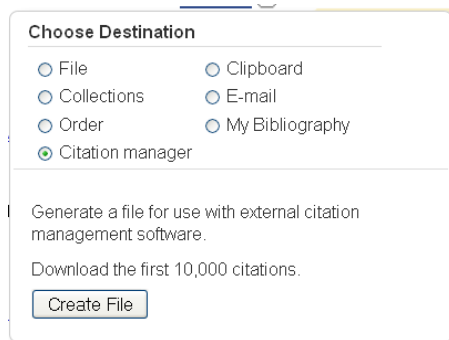 Choose Destination
File
Clipboard
Collections
E-mail
Order
My Bibliography
Citation manager
Generate a file for use with external citation
management software.
Download the first 10,000 citations.
Create File